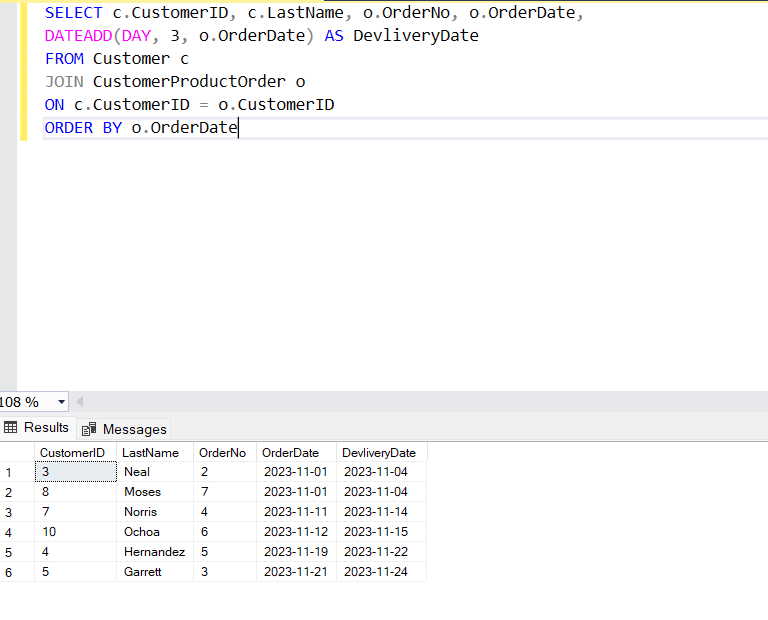 SELECT c.CustomerID, c.LastName, o.OrderNo, o.OrderDate,
DATEADD(DAY, 3, o.OrderDate) AS DevliveryDate
FROM Customer c
JOIN CustomerProductOrder o
ON c.CustomerID = o.CustomerID
ORDER BY o.OrderDate
108 %
Results Messages
CustomerID LastName OrderNo OrderDate DevliveryDate
1 3 Neal 2 2023-11-01 2023-11-04
2 8 Moses 7 2023-11-01 2023-11-04
3 7 Norris 4 2023-11-11 2023-11-14
4 10 Ochoa 6 2023-11-12 2023-11-15
5 4 Hernandez 5 2023-11-19 2023-11-22
6 5 Garrett 3 2023-11-21 2023-11-24